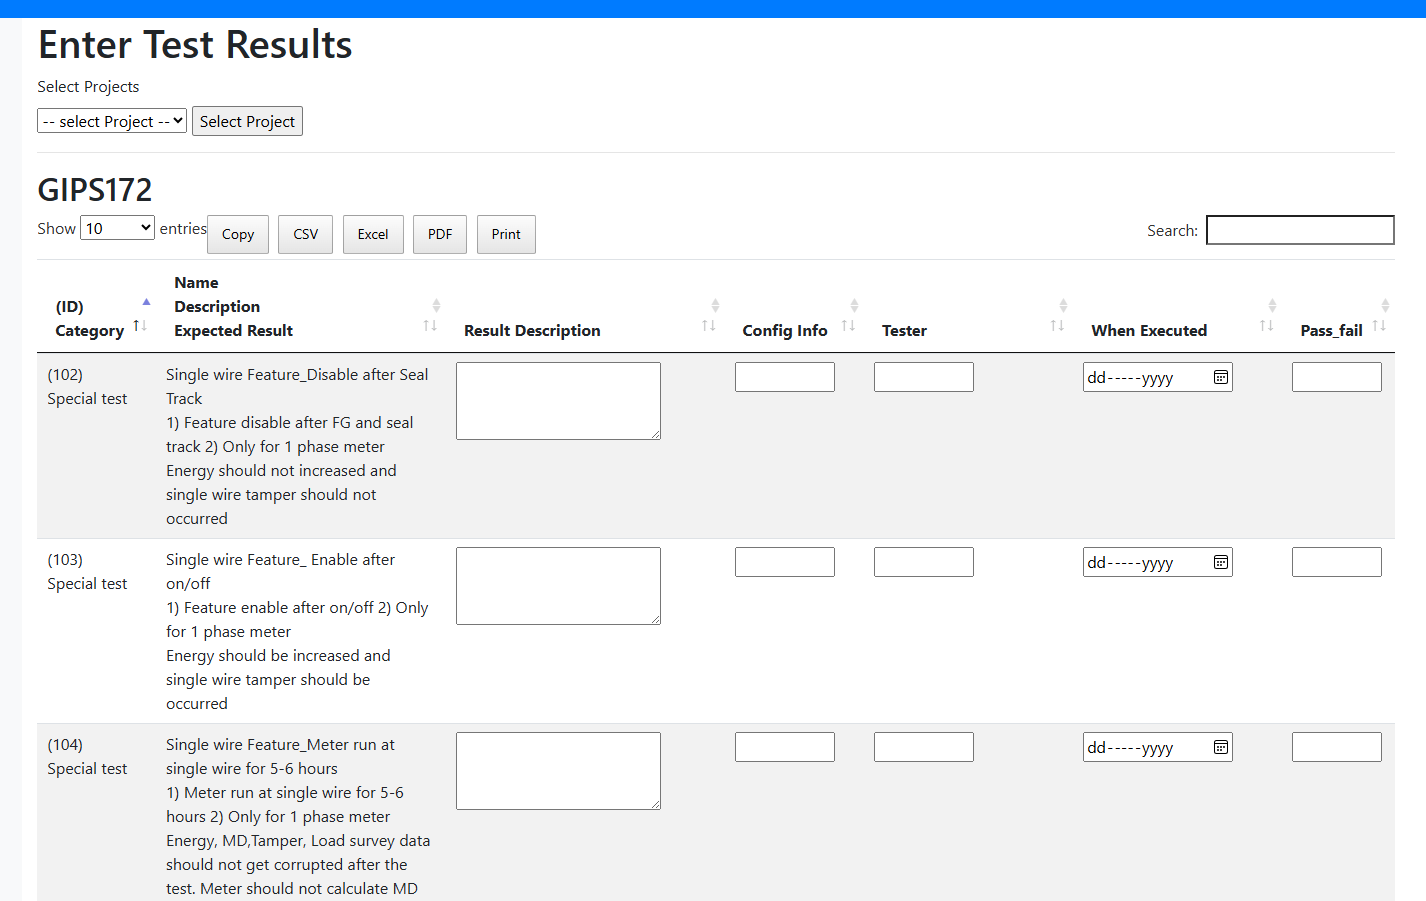 Enter Test Results
Select Projects
-- select Project -- Select Project
GIPS172
Show 10 entries Copy CSV Excel PDF Print Search:
(ID)
Category
Name
Description
Expected Result
Result Description
Config Info
Tester
When Executed
Pass_fail
(102)
Special test
Single wire Feature_Disable after Seal
Track
1) Feature disable after FG and seal
track 2) Only for 1 phase meter
Energy should not increased and
single wire tamper should not
occurred
dd-----yyyy
(103)
Special test
Single wire Feature_ Enable after
on/off
1) Feature enable after on/off 2) Only
for 1 phase meter
Energy should be increased and
single wire tamper should be
occurred
dd-----yyyy
(104)
Special test
Single wire Feature_Meter run at
single wire for 5-6 hours
1) Meter run at single wire for 5-6
hours 2) Only for 1 phase meter
Energy, MD,Tamper, Load survey data
should not get corrupted after the
test. Meter should not calculate MD
dd-----yyyy